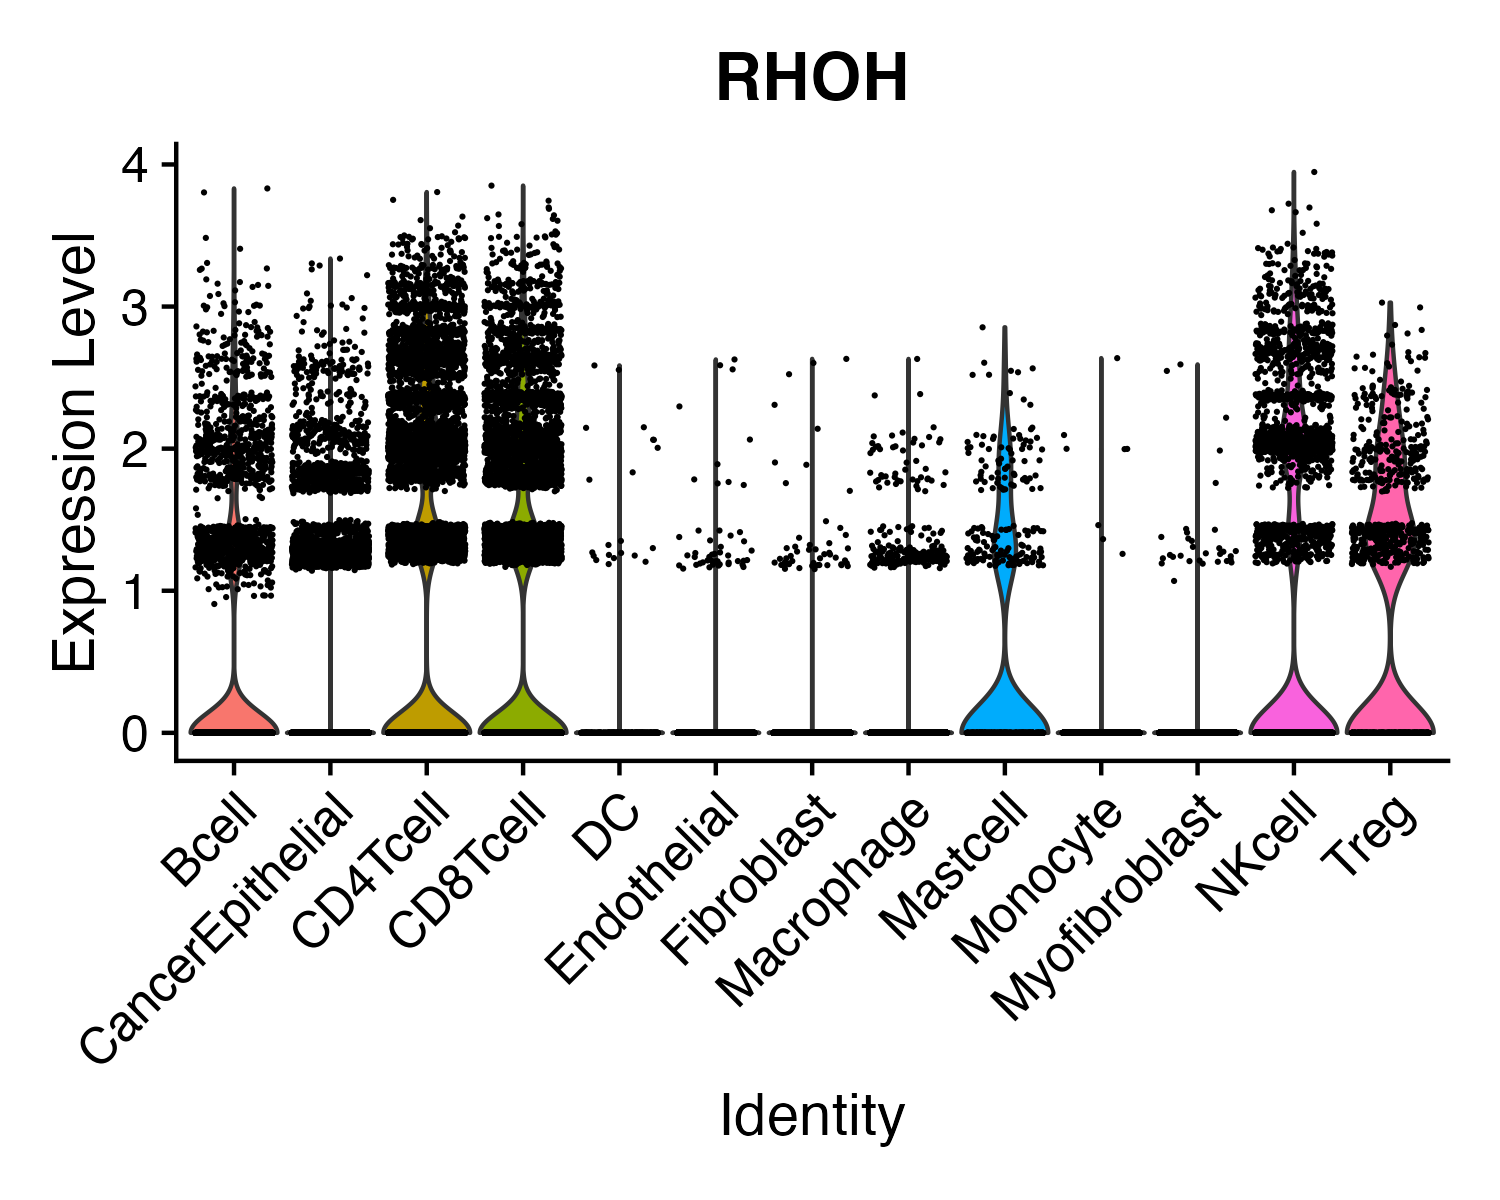 RHOH
Expression Level
4
3
2
1
0
Bcell
CancerEpithelial
CD4Tcell
CD8Tcell
DC
Endothelial
Fibroblast
Macrophage
Mastcell
Monocyte
Myofibroblast
NKcell
Treg
Identity